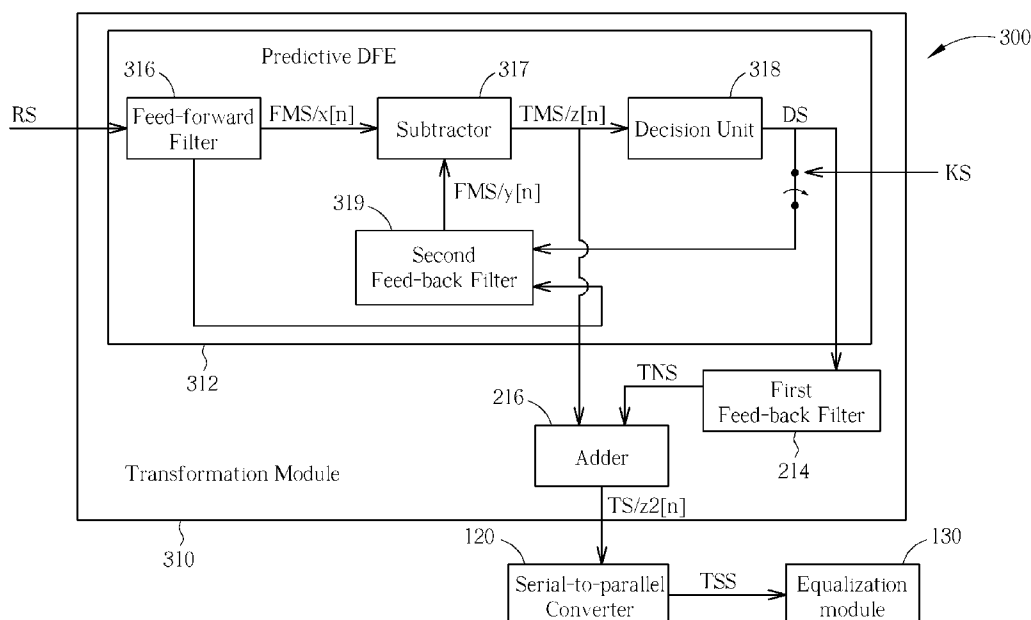 300
Predictive DFE
316
317
318
RS
Feed-forward
Filter
FMS/x[n]
Subtractor
TMS/z[n]
Decision Unit
DS
KS
FMS/y[n]
319
Second
Feed-back Filter
312
TNS
First
Feed-back Filter
216
214
Adder
Transformation Module
TS/z2[n]
310
120
130
Serial-to-parallel
Converter
TSS
Equalization
module